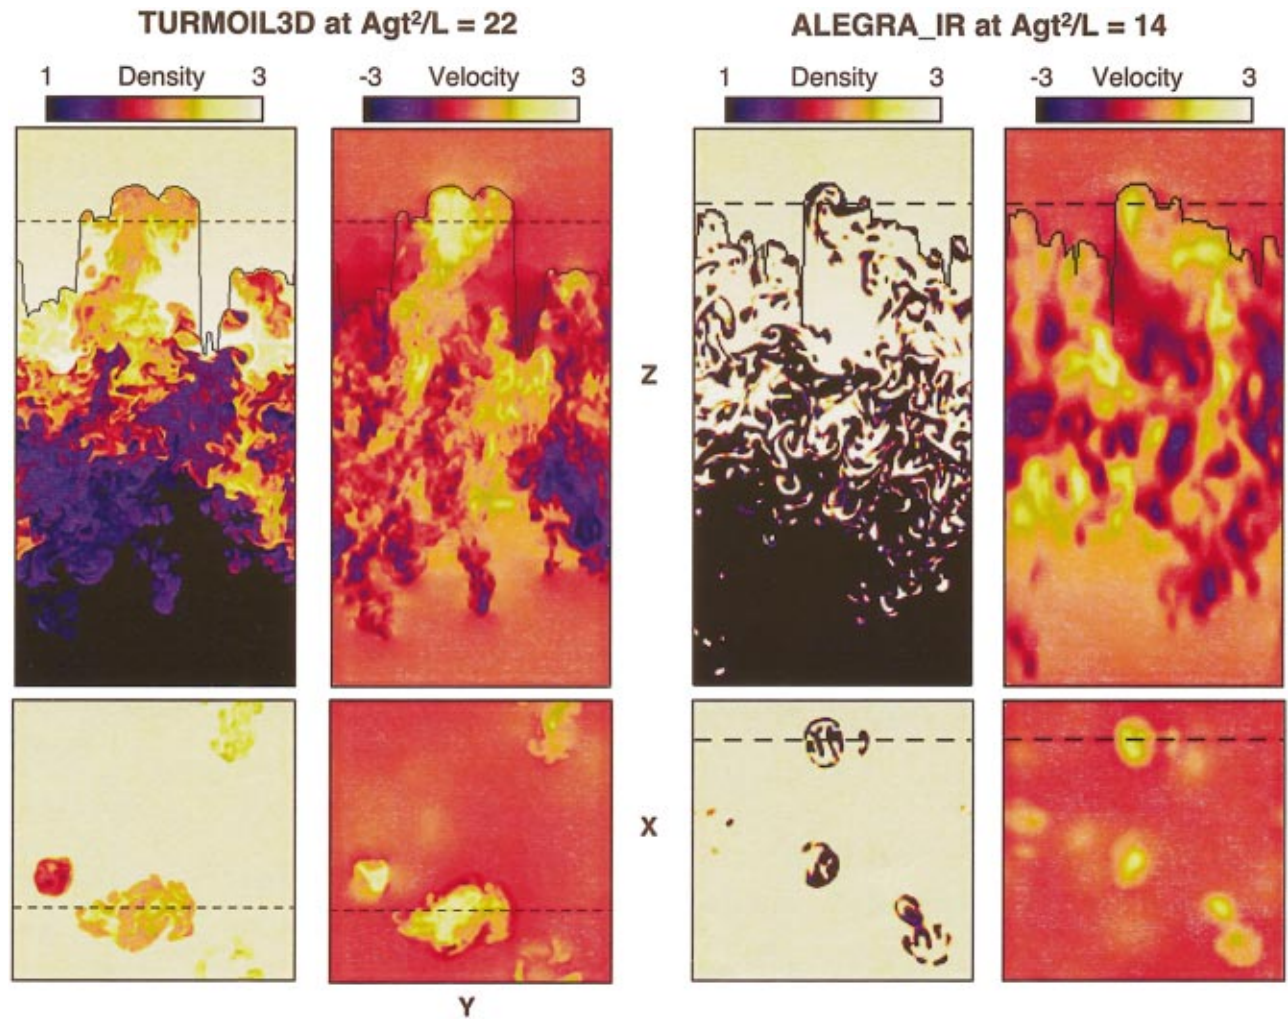 TURMOIL3D at Agt²/L = 22
ALEGRA_IR at Agt²/L = 14
1 Density 3
-3 Velocity 3
1 Density 3
-3 Velocity 3
Z
X
Y